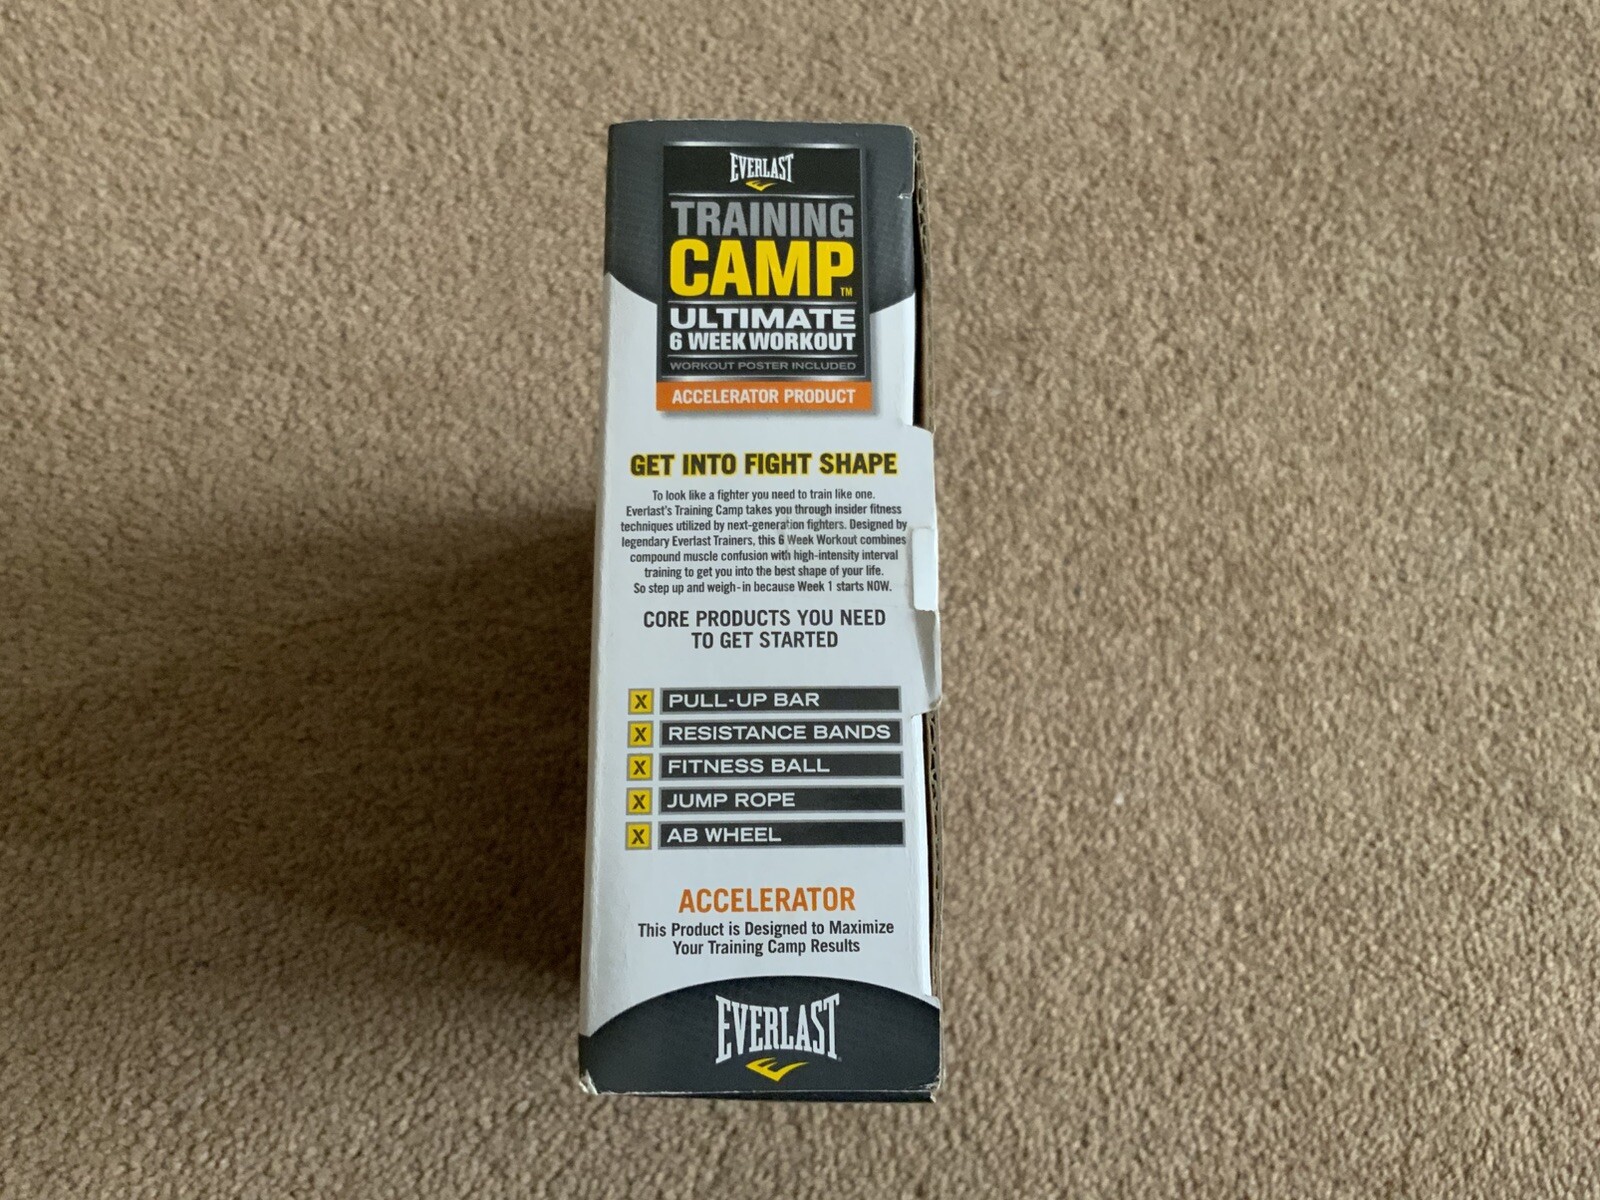 EVERLAST
TRAINING
CAMP™
ULTIMATE
6 WEEK WORKOUT
WORKOUT POSTER INCLUDED
ACCELERATOR PRODUCT
GET INTO FIGHT SHAPE
To look like a fighter you need to train like one.
Everlast's Training Camp takes you through insider fitness
techniques utilized by next-generation fighters. Designed by
legendary Everlast Trainers, this 6 Week Workout combines
compound muscle confusion with high-intensity interval
training to get you into the best shape of your life.
So step up and weigh-in because Week 1 starts NOW.
CORE PRODUCTS YOU NEED
TO GET STARTED
X PULL-UP BAR
X RESISTANCE BANDS
X FITNESS BALL
X JUMP ROPE
X AB WHEEL
ACCELERATOR
This Product is Designed to Maximize
Your Training Camp Results
EVERLAST